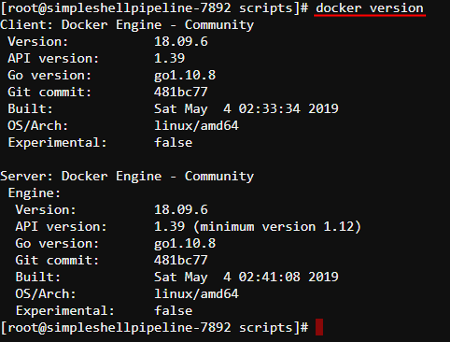 [root@simpleshellpipeline-7892 scripts]# docker version
Client: Docker Engine - Community
 Version:           18.09.6
 API version:       1.39
 Go version:        go1.10.8
 Git commit:        481bc77
 Built:             Sat May  4 02:33:34 2019
 OS/Arch:           linux/amd64
 Experimental:      false

Server: Docker Engine - Community
 Engine:
  Version:          18.09.6
  API version:      1.39 (minimum version 1.12)
  Go version:       go1.10.8
  Git commit:       481bc77
  Built:            Sat May  4 02:41:08 2019
  OS/Arch:          linux/amd64
  Experimental:     false
[root@simpleshellpipeline-7892 scripts]#